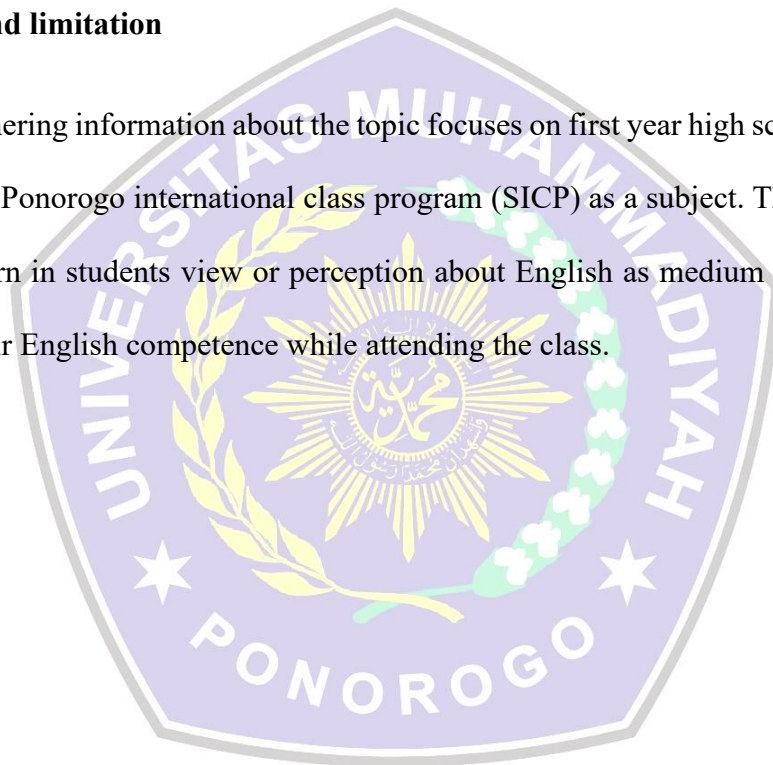 nd limitation
ering information about the topic focuses on first year high sc
Ponorogo international class program (SICP) as a subject. T
rn in students view or perception about English as medium
r English competence while attending the class.
UNIVERSITAS MUHAMMADIYAH
محمدية
PONOROGO